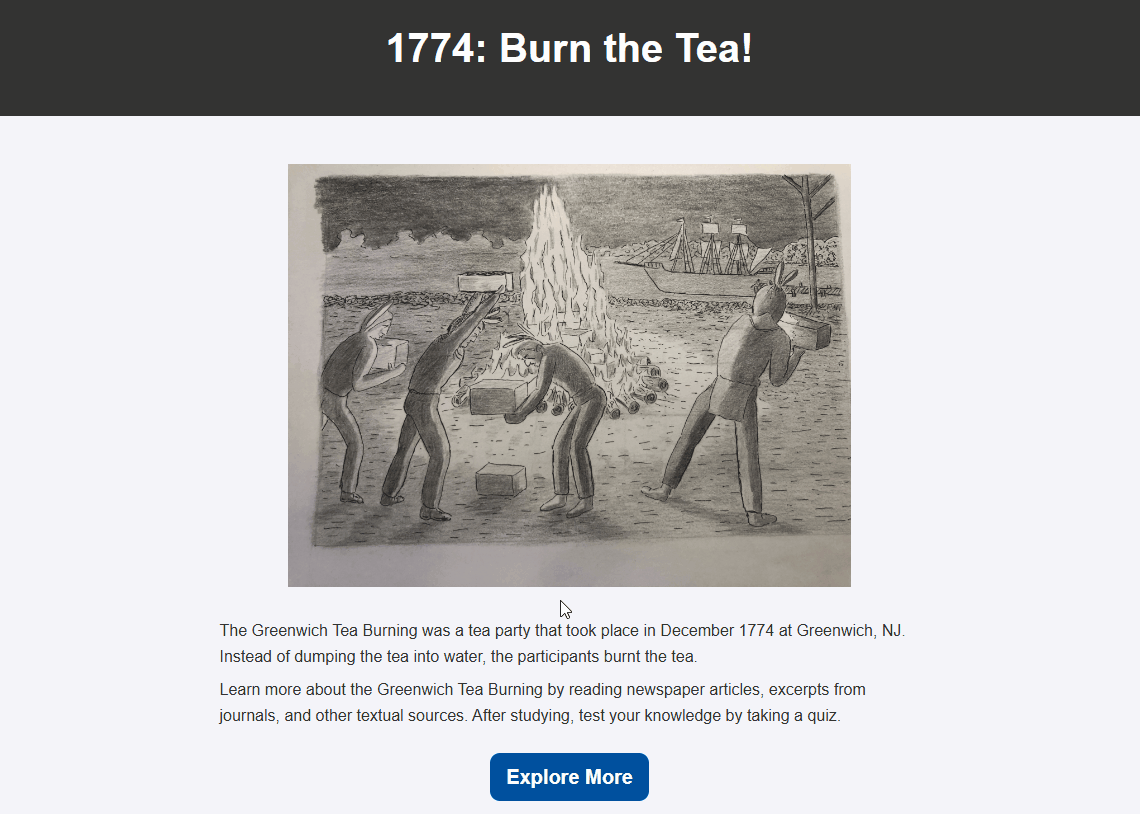 1774: Burn the Tea!
The Greenwich Tea Burning was a tea party that took place in December 1774 at Greenwich, NJ.
Instead of dumping the tea into water, the participants burnt the tea.
Learn more about the Greenwich Tea Burning by reading newspaper articles, excerpts from
journals, and other textual sources. After studying, test your knowledge by taking a quiz.
Explore More